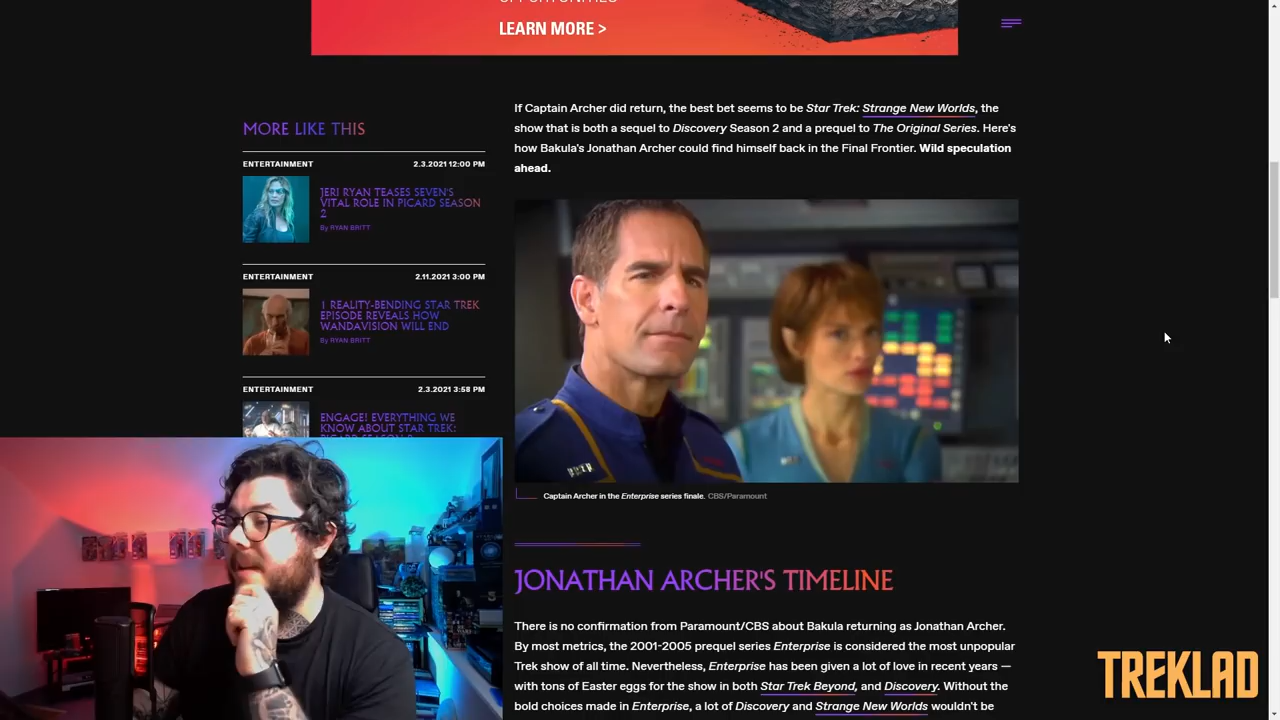 LEARN MORE >
If Captain Archer did return, the best bet seems to be Star Trek: Strange New Worlds, the
show that is both a sequel to Discovery Season 2 and a prequel to The Original Series. Here's
how Bakula's Jonathan Archer could find himself back in the Final Frontier. Wild speculation
ahead.
MORE LIKE THIS
ENTERTAINMENT 2.3.2021 12:00 PM
JERI RYAN TEASES SEVEN'S
VITAL ROLE IN PICARD SEASON
2
By RYAN BRITT
ENTERTAINMENT 2.11.2021 3:00 PM
1 REALITY-BENDING STAR TREK
EPISODE REVEALS HOW
WANDAVISION WILL END
By RYAN BRITT
ENTERTAINMENT 2.3.2021 3:58 PM
ENGAGE! EVERYTHING WE
KNOW ABOUT STAR TREK:
Captain Archer in the Enterprise series finale. CBS/Paramount
JONATHAN ARCHER'S TIMELINE
There is no confirmation from Paramount/CBS about Bakula returning as Jonathan Archer.
By most metrics, the 2001-2005 prequel series Enterprise is considered the most unpopular
Trek show of all time. Nevertheless, Enterprise has been given a lot of love in recent years —
with tons of Easter eggs for the show in both Star Trek Beyond, and Discovery. Without the
bold choices made in Enterprise, a lot of Discovery and Strange New Worlds wouldn't be
TREKLAD